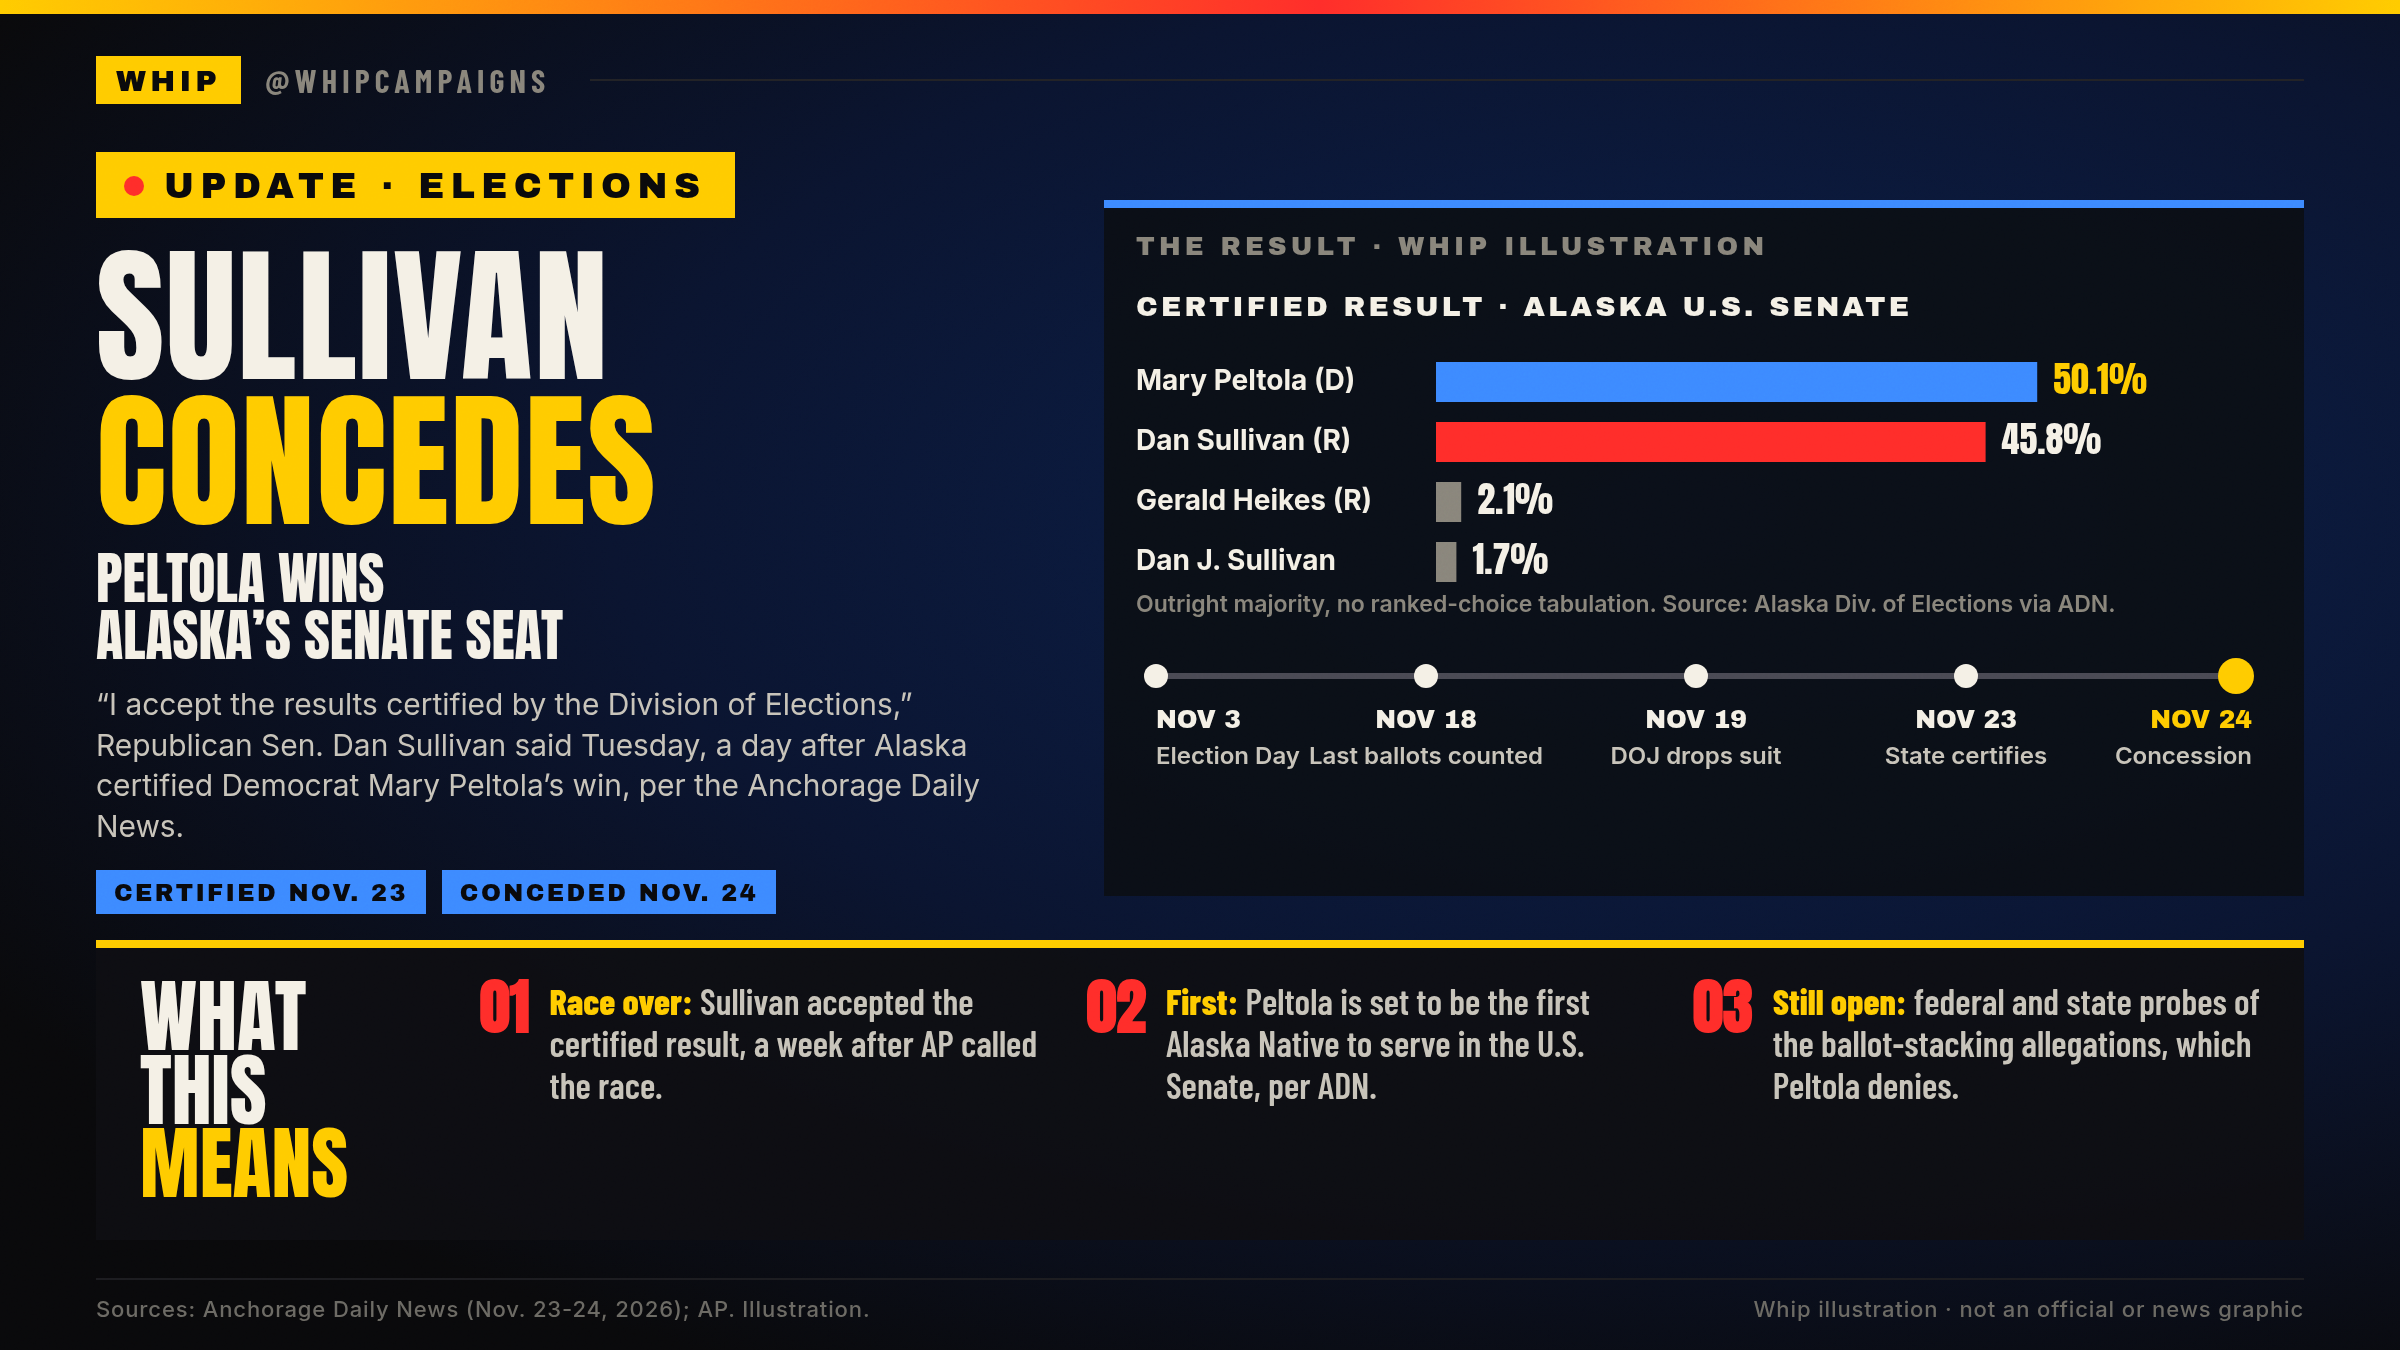 WHIP @WHIPCAMPAIGNS
UPDATE · ELECTIONS
SULLIVAN
CONCEDES
PELTOLA WINS
ALASKA’S SENATE SEAT
“I accept the results certified by the Division of Elections,”
Republican Sen. Dan Sullivan said Tuesday, a day after Alaska
certified Democrat Mary Peltola’s win, per the Anchorage Daily
News.
CERTIFIED NOV. 23 CONCEDED NOV. 24
THE RESULT · WHIP ILLUSTRATION
CERTIFIED RESULT · ALASKA U.S. SENATE
Mary Peltola (D) 50.1%
Dan Sullivan (R) 45.8%
Gerald Heikes (R) 2.1%
Dan J. Sullivan 1.7%
Outright majority, no ranked-choice tabulation. Source: Alaska Div. of Elections via ADN.
NOV 3 NOV 18 NOV 19 NOV 23 NOV 24
Election Day Last ballots counted DOJ drops suit State certifies Concession
WHAT
THIS
MEANS
01 Race over: Sullivan accepted the
certified result, a week after AP called
the race.
02 First: Peltola is set to be the first
Alaska Native to serve in the U.S.
Senate, per ADN.
03 Still open: federal and state probes of
the ballot-stacking allegations, which
Peltola denies.
Sources: Anchorage Daily News (Nov. 23-24, 2026); AP. Illustration.
Whip illustration · not an official or news graphic